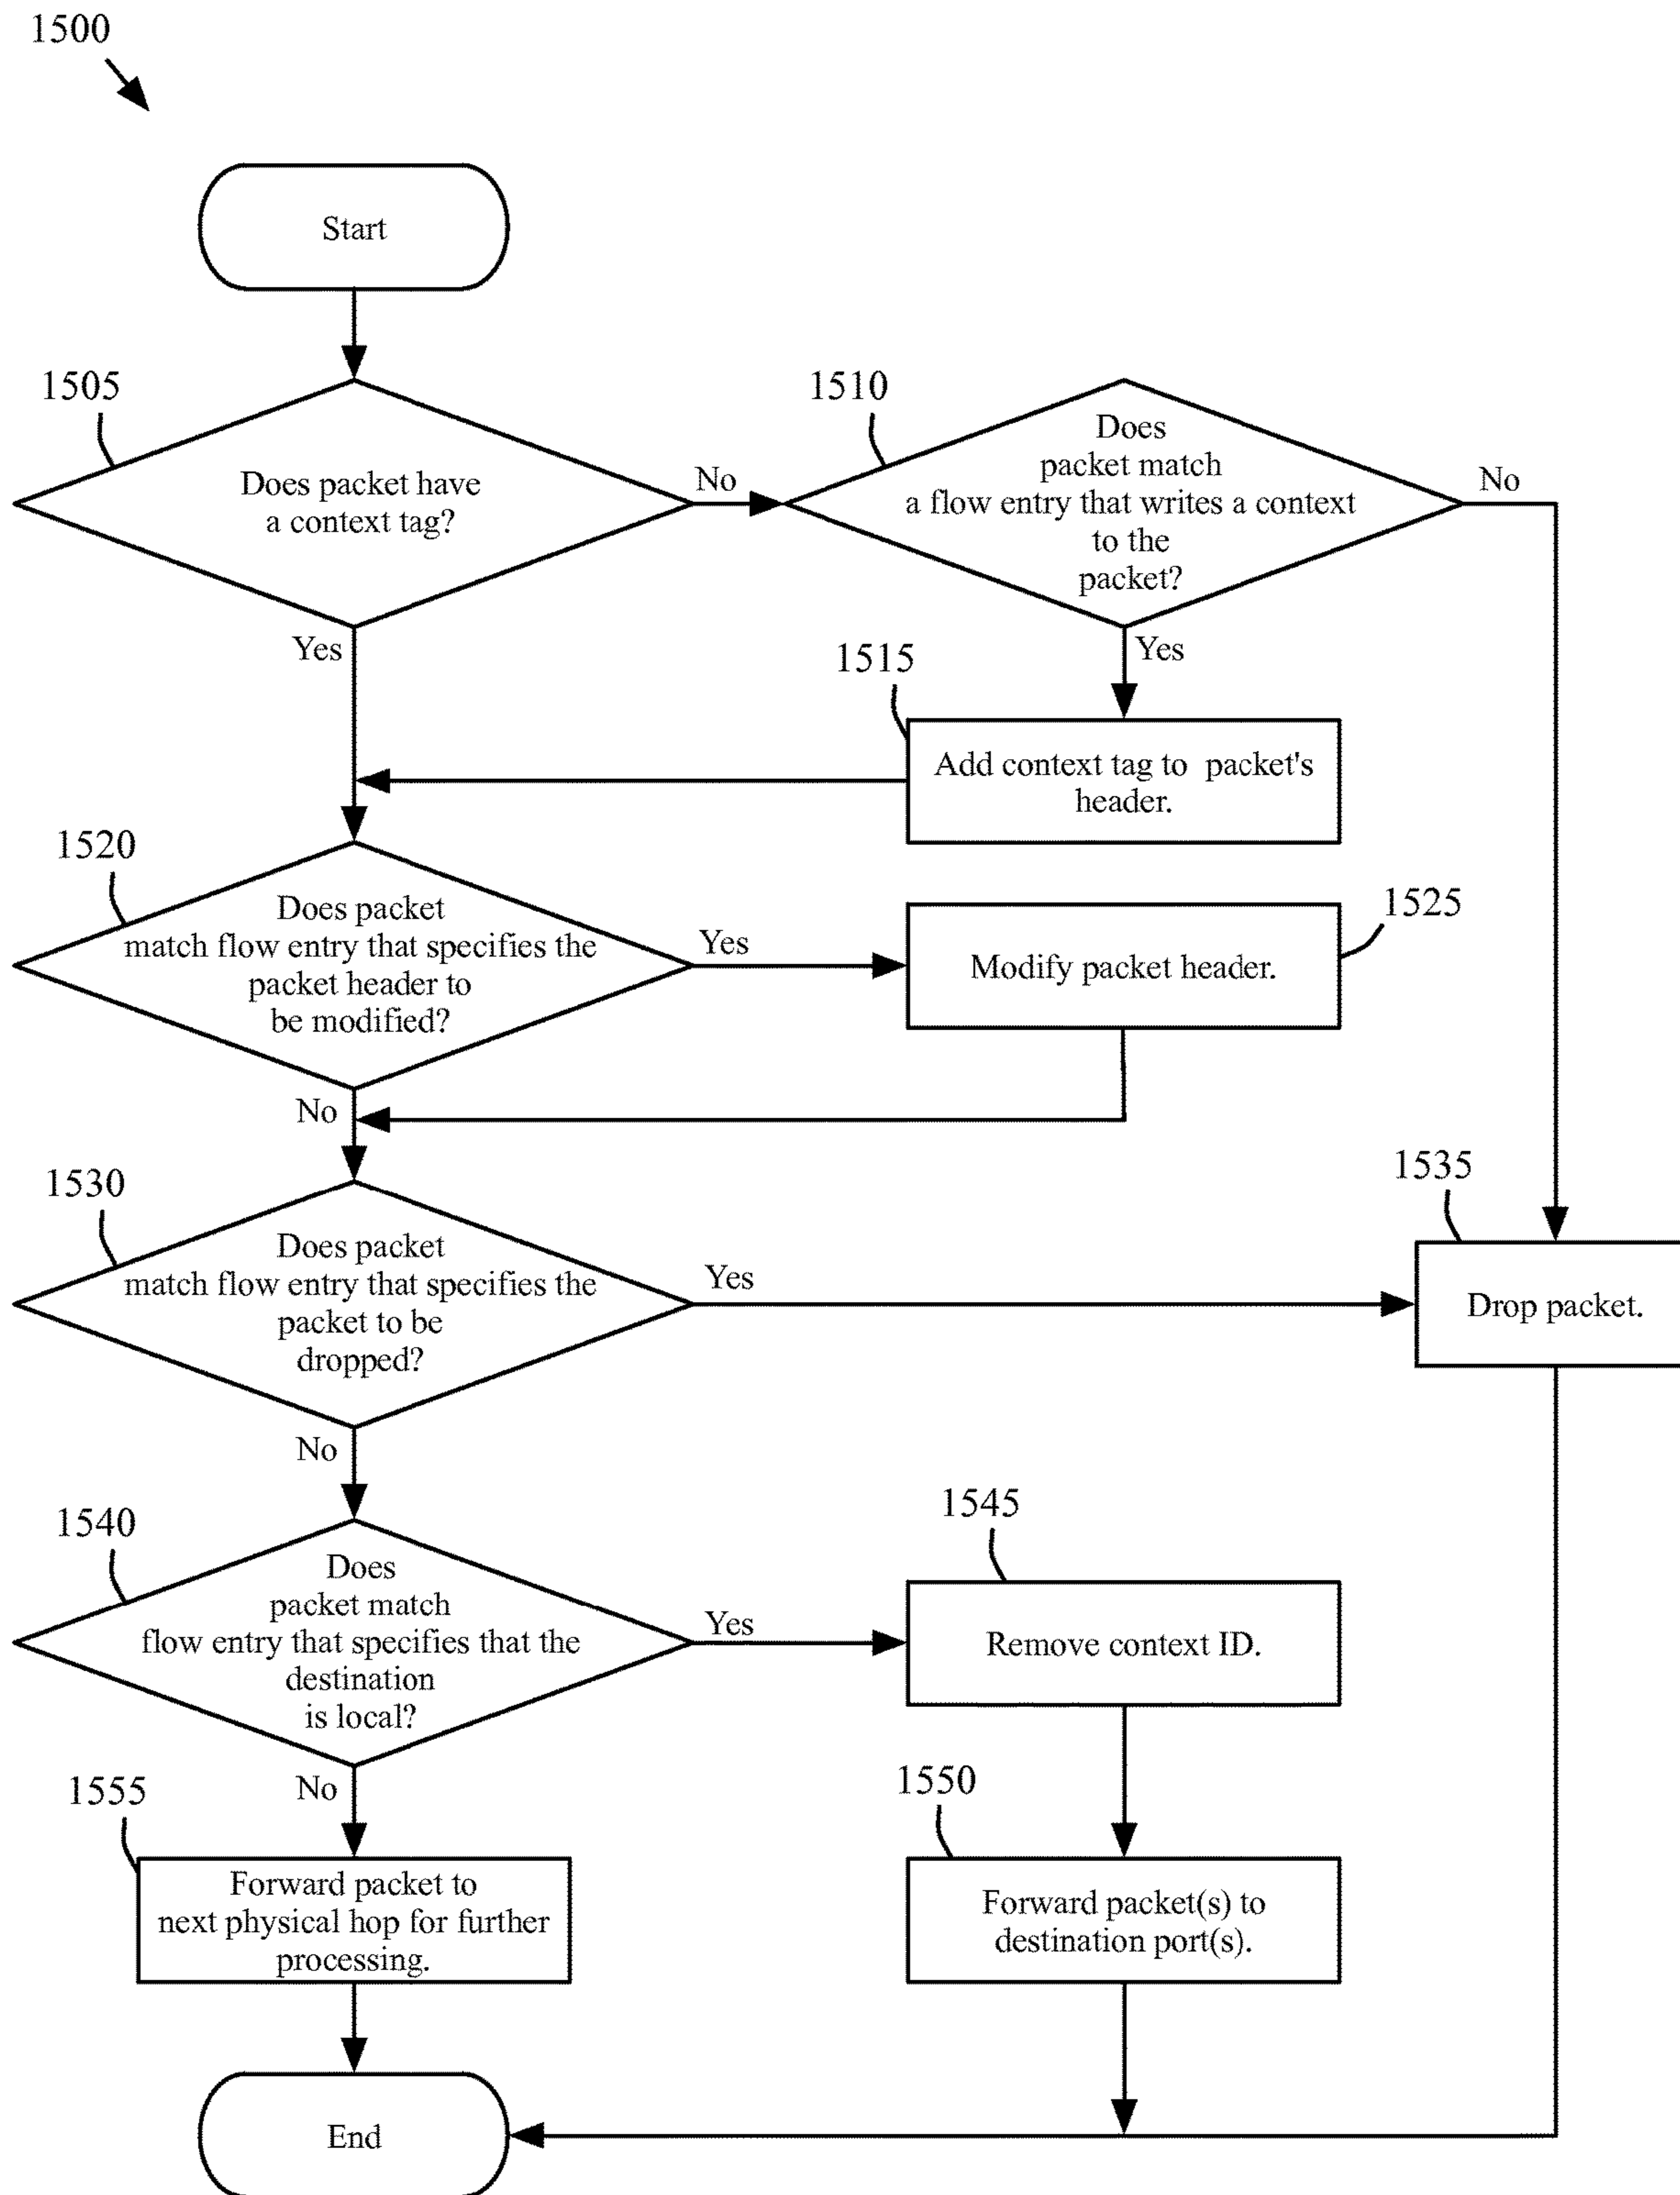 1500
Start
1505
Does packet have
a context tag?
No
1510
Does
packet match
a flow entry that writes a context
to the
packet?
No
Yes
Yes
1515
Add context tag to packet's
header.
1520
Does packet
match flow entry that specifies the
packet header to
be modified?
Yes
1525
Modify packet header.
No
1530
Does packet
match flow entry that specifies the
packet to be
dropped?
Yes
1535
Drop packet.
No
1540
Does
packet match
flow entry that specifies that the
destination
is local?
Yes
1545
Remove context ID.
No
1555
Forward packet to
next physical hop for further
processing.
1550
Forward packet(s) to
destination port(s).
End